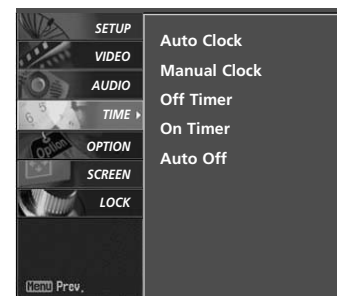 SETUP
VIDEO
AUDIO
TIME
OPTION
SCREEN
LOCK
Menu Prev.
Auto Clock
Manual Clock
Off Timer
On Timer
Auto Off
Option